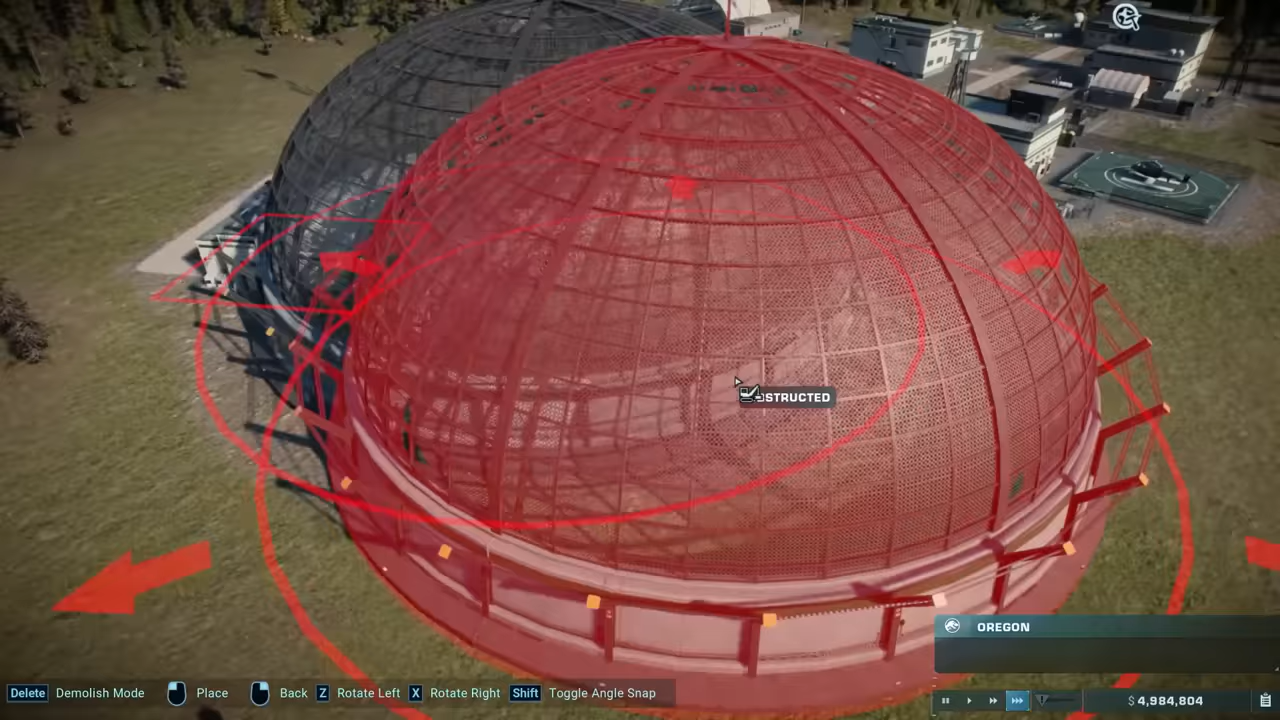 STRUCTED
OREGON
Delete Demolish Mode Place Back Z Rotate Left X Rotate Right Shift Toggle Angle Snap
$ 4,984,804